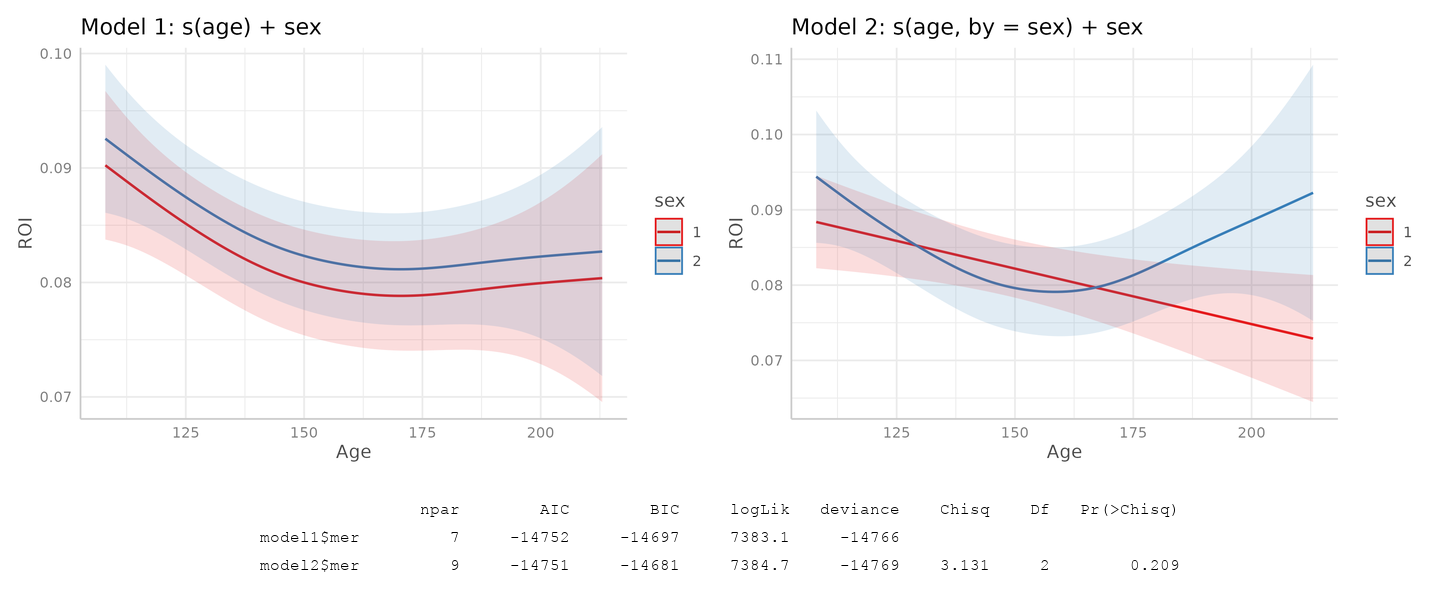 Model 1: s(age) + sex
0.10
0.09
0.08
0.07
ROI
125 150 175 200
Age
sex
1
2
Model 2: s(age, by = sex) + sex
0.11
0.10
0.09
0.08
0.07
ROI
125 150 175 200
Age
sex
1
2
npar AIC BIC logLik deviance Chisq Df Pr(>Chisq)
model1$mer 7 -14752 -14697 7383.1 -14766
model2$mer 9 -14751 -14681 7384.7 -14769 3.131 2 0.209